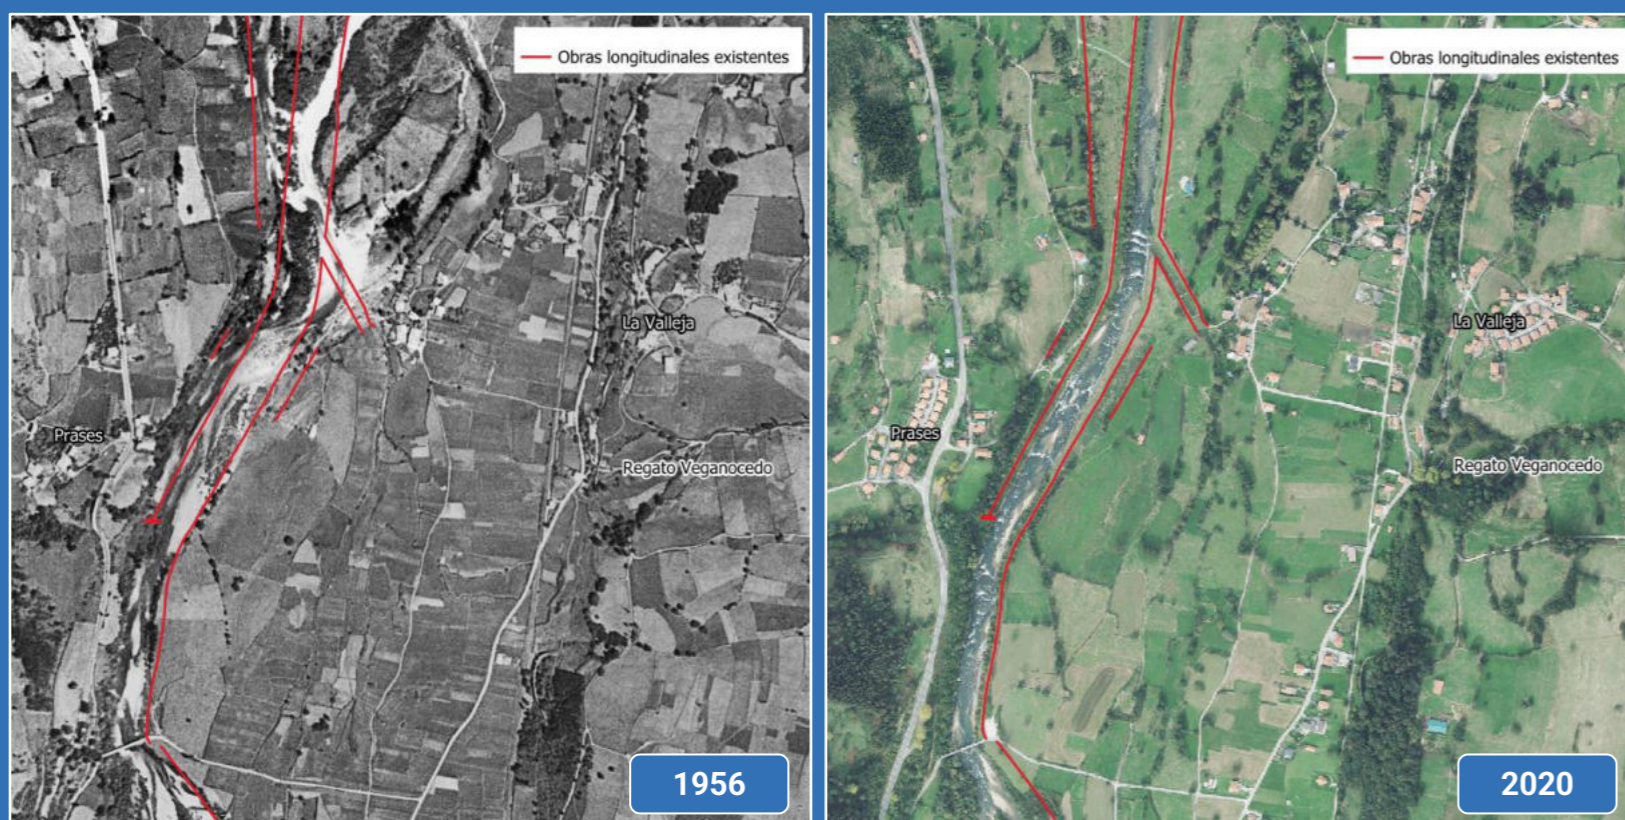 Obras longitudinales existentes
La Valleja
Prases
Regato Veganocedo
1956
Obras longitudinales existentes
La Valleja
Prases
Regato Veganocedo
2020